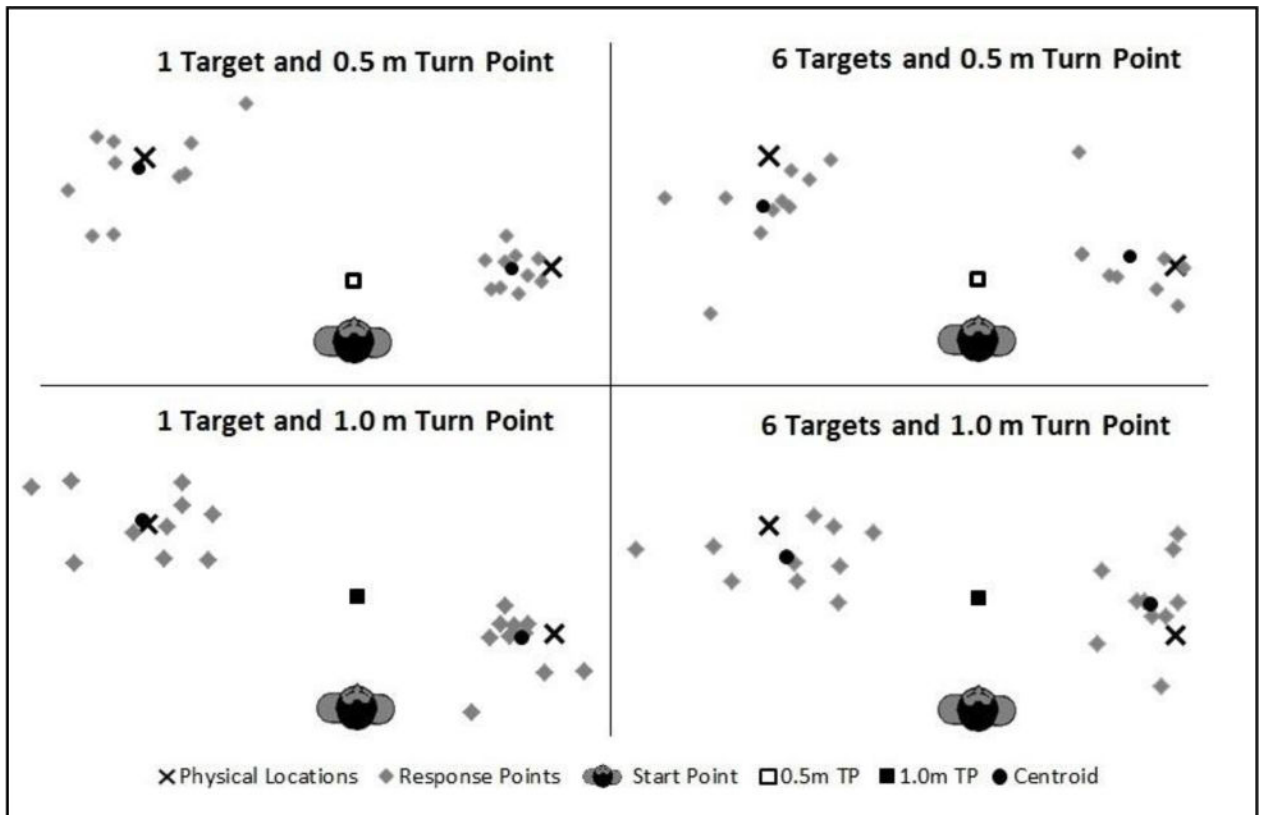 1 Target and 0.5 m Turn Point
6 Targets and 0.5 m Turn Point
1 Target and 1.0 m Turn Point
6 Targets and 1.0 m Turn Point
Physical Locations Response Points Start Point 0.5m TP 1.0m TP Centroid